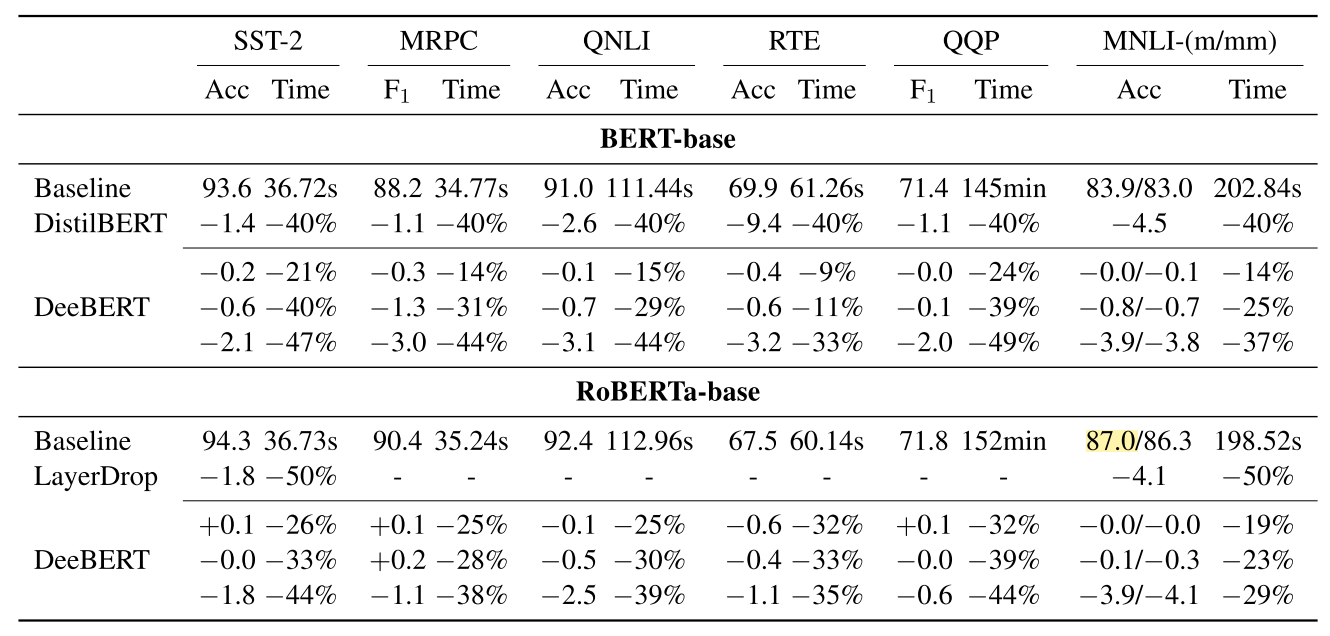 SST-2 MRPC QNLI RTE QQP MNLI-(m/mm)
Acc Time F1 Time Acc Time Acc Time F1 Time Acc Time
BERT-base
Baseline 93.6 36.72s 88.2 34.77s 91.0 111.44s 69.9 61.26s 71.4 145min 83.9/83.0 202.84s
DistilBERT −1.4 −40% −1.1 −40% −2.6 −40% −9.4 −40% −1.1 −40% −4.5 −40%
−0.2 −21% −0.3 −14% −0.1 −15% −0.4 −9% −0.0 −24% −0.0/−0.1 −14%
DeeBERT −0.6 −40% −1.3 −31% −0.7 −29% −0.6 −11% −0.1 −39% −0.8/−0.7 −25%
−2.1 −47% −3.0 −44% −3.1 −44% −3.2 −33% −2.0 −49% −3.9/−3.8 −37%
RoBERTa-base
Baseline 94.3 36.73s 90.4 35.24s 92.4 112.96s 67.5 60.14s 71.8 152min 87.0/86.3 198.52s
LayerDrop −1.8 −50% - - - - - - - - −4.1 −50%
+0.1 −26% +0.1 −25% −0.1 −25% −0.6 −32% +0.1 −32% −0.0/−0.0 −19%
DeeBERT −0.0 −33% +0.2 −28% −0.5 −30% −0.4 −33% −0.0 −39% −0.1/−0.3 −23%
−1.8 −44% −1.1 −38% −2.5 −39% −1.1 −35% −0.6 −44% −3.9/−4.1 −29%